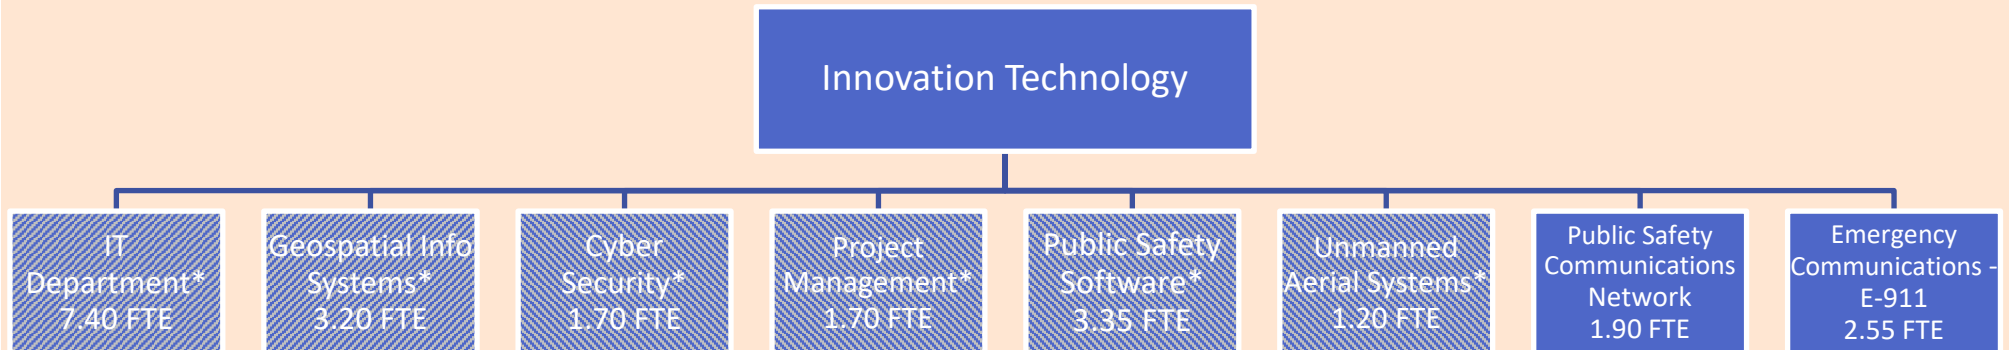 Innovation Technology
IT
Department*
7.40 FTE
Geospatial Info
Systems*
3.20 FTE
Cyber
Security*
1.70 FTE
Project
Management*
1.70 FTE
Public Safety
Software*
3.35 FTE
Unmanned
Aerial Systems*
1.20 FTE
Public Safety
Communications
Network
1.90 FTE
Emergency
Communications -
E-911
2.55 FTE